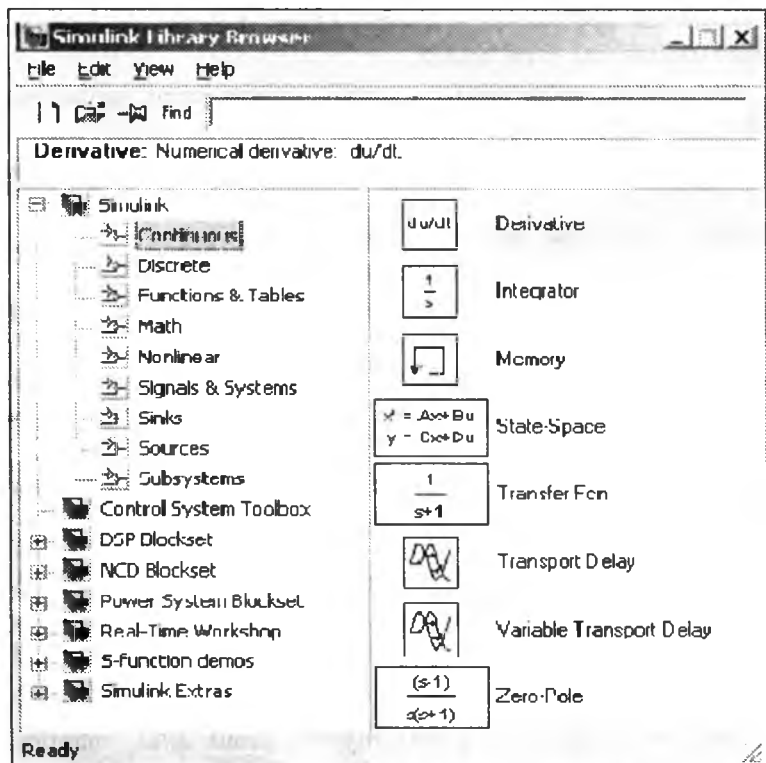 Simulink Library Browser
File Edit View Help
Find
Derivative: Numerical derivative: du/dt.
Simulink
Continuous
Discrete
Functions & Tables
Math
Nonlinear
Signals & Systems
Sinks
Sources
Subsystems
Control System Toolbox
DSP Blockset
NCD Blockset
Power System Blockset
Real-Time Workshop
S-function demos
Simulink Extras
du/dt Derivative
1
s
Integrator
Memory
x' = Ax+Bu
y = Cx+Du
State-Space
1
s+1
Transfer Fcn
Transport Delay
Variable Transport Delay
(s-1)
s(s+1)
Zero-Pole
Ready